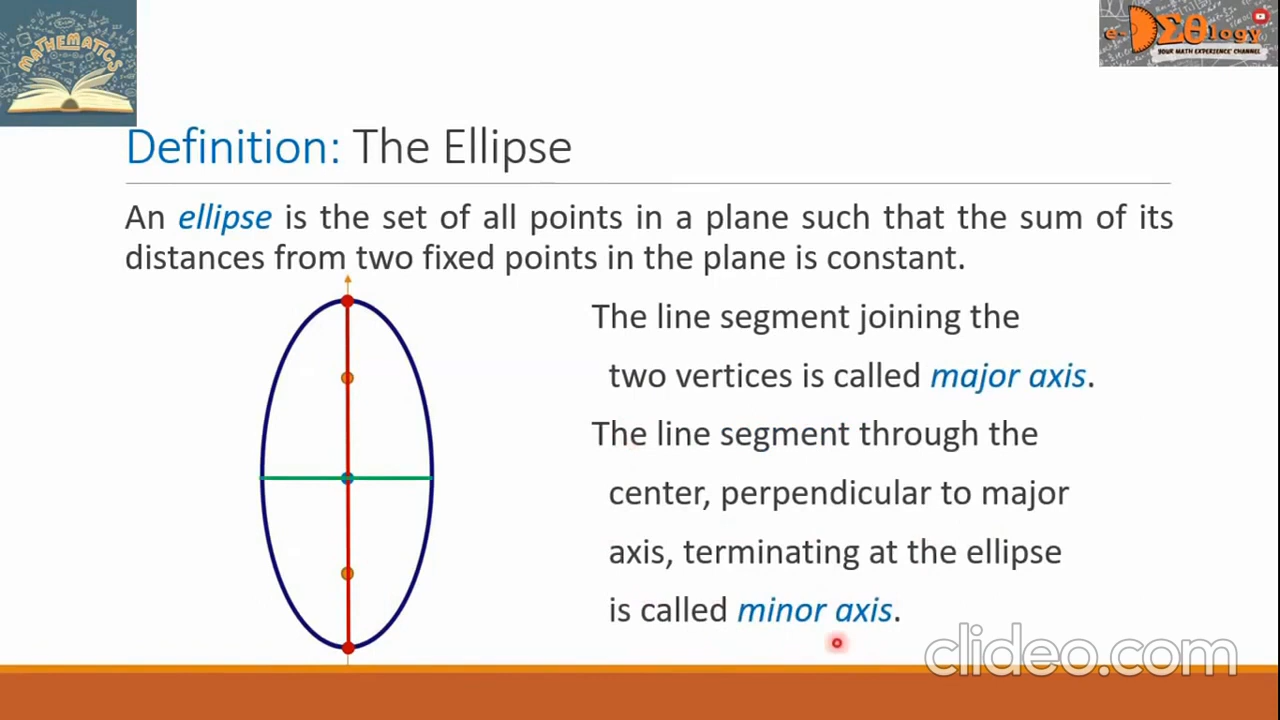 MATHEMATICS
e-DΣΘlogy
YOUR MATH EXPERIENCE CHANNEL
Definition: The Ellipse
An ellipse is the set of all points in a plane such that the sum of its
distances from two fixed points in the plane is constant.
The line segment joining the
two vertices is called major axis.
The line segment through the
center, perpendicular to major
axis, terminating at the ellipse
is called minor axis.
clideo.com